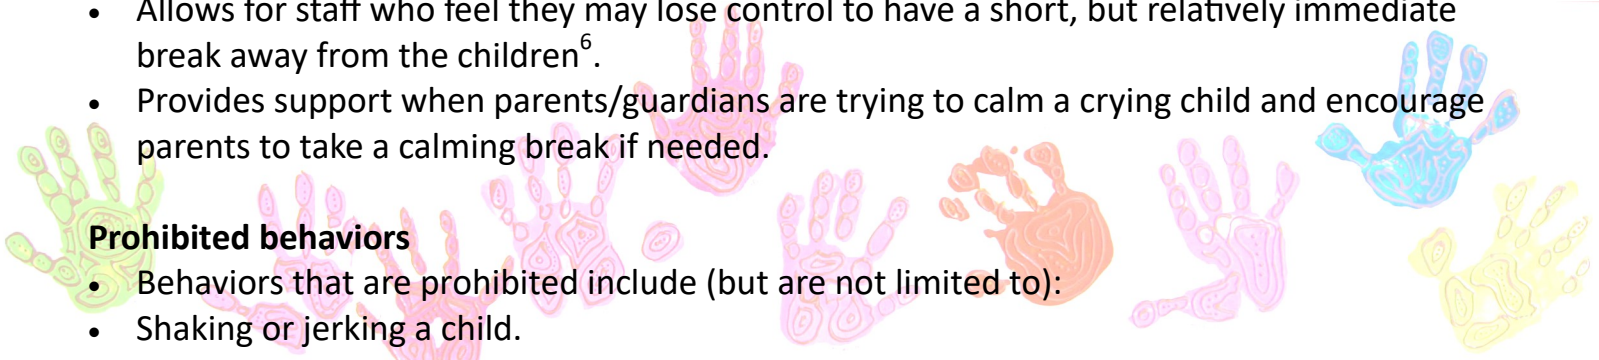 • Allows for staff who feel they may lose control to have a short, but relatively immediate
break away from the children⁶.
• Provides support when parents/guardians are trying to calm a crying child and encourage
parents to take a calming break if needed.
Prohibited behaviors
• Behaviors that are prohibited include (but are not limited to):
• Shaking or jerking a child.